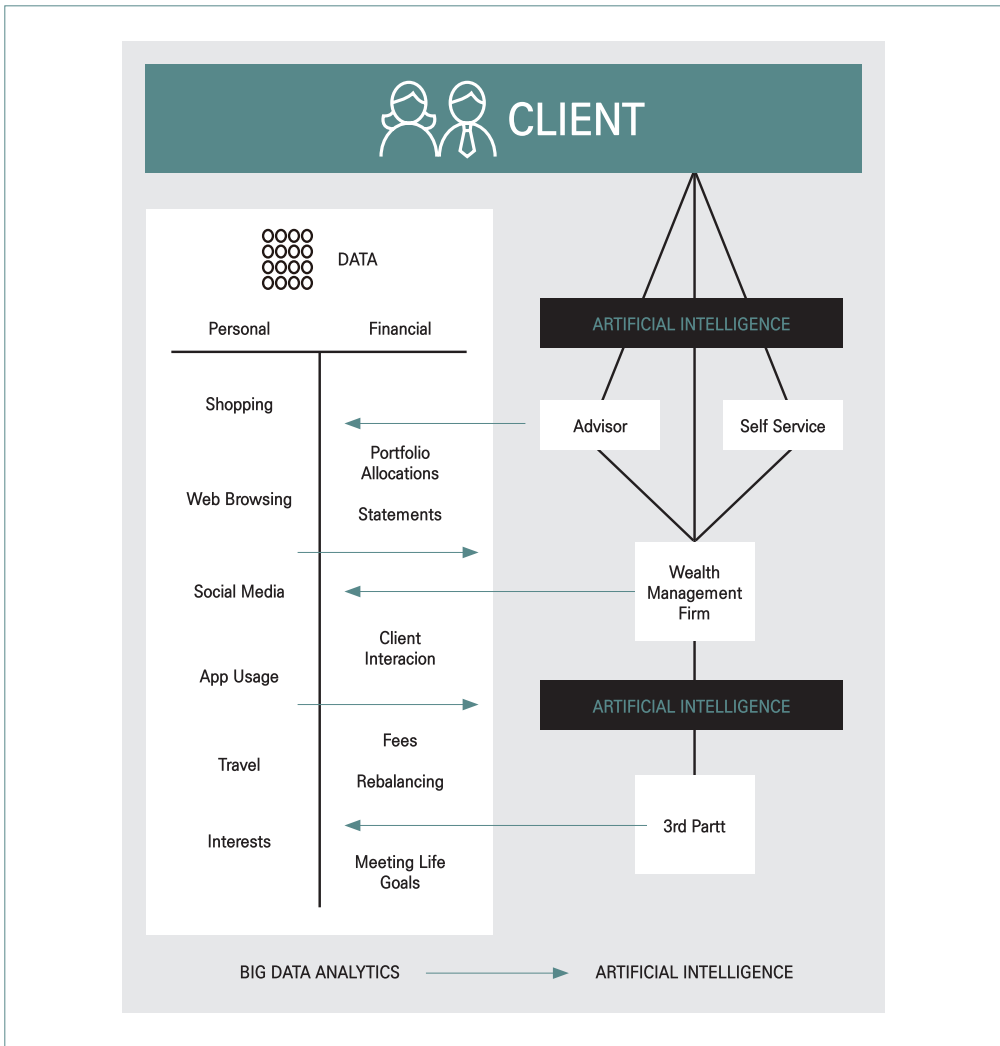 CLIENT
DATA
Personal
Financial
Shopping
Web Browsing
Social Media
App Usage
Travel
Interests
Portfolio
Allocations
Statements
Client
Interacion
Fees
Rebalancing
Meeting Life
Goals
ARTIFICIAL INTELLIGENCE
Advisor
Self Service
Wealth
Management
Firm
ARTIFICIAL INTELLIGENCE
3rd Partt
BIG DATA ANALYTICS
ARTIFICIAL INTELLIGENCE